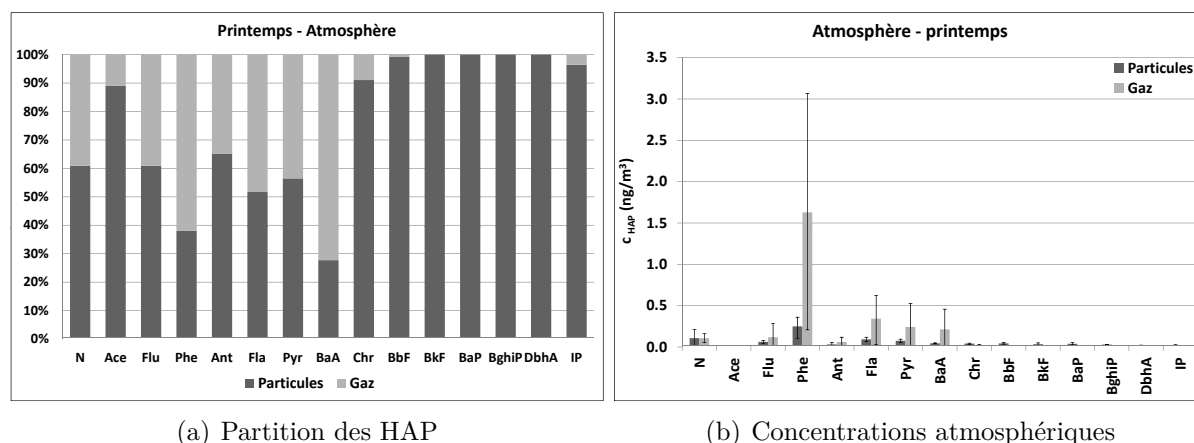 Printemps - Atmosphère
100%
90%
80%
70%
60%
50%
40%
30%
20%
10%
0%
N Ace Flu Phe Ant Fla Pyr BaA Chr BbF BkF BaP BghiP DbhA IP
Particules Gaz
(a) Partition des HAP
Atmosphère - printemps
Particules
Gaz
c HAP (ng/m³)
3.5
3.0
2.5
2.0
1.5
1.0
0.5
0.0
N Ace Flu Phe Ant Fla Pyr BaA Chr BbF BkF BaP BghiP DbhA IP
(b) Concentrations atmosphériques